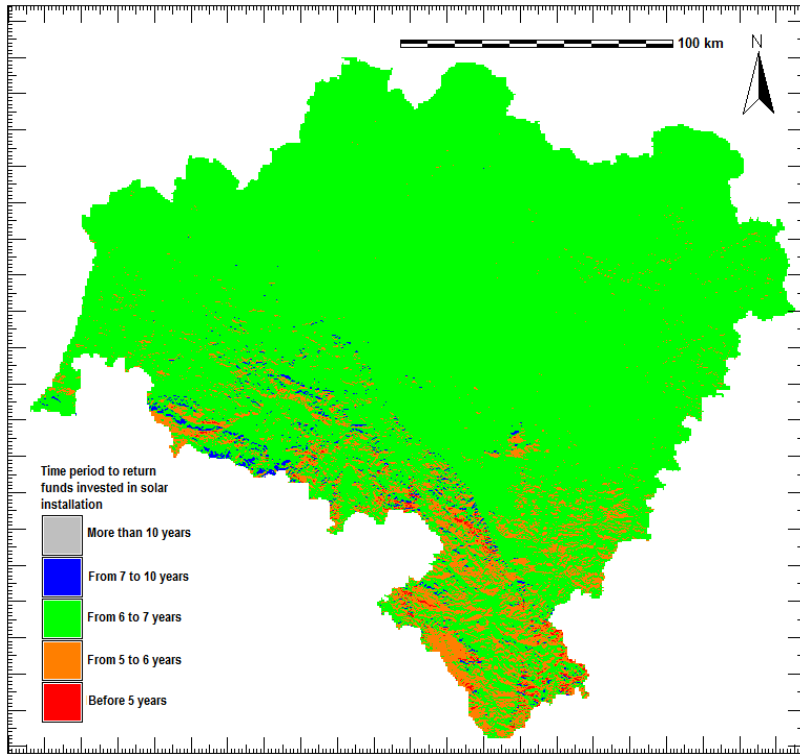 100 km
N
Time period to return
funds invested in solar
installation
More than 10 years
From 7 to 10 years
From 6 to 7 years
From 5 to 6 years
Before 5 years